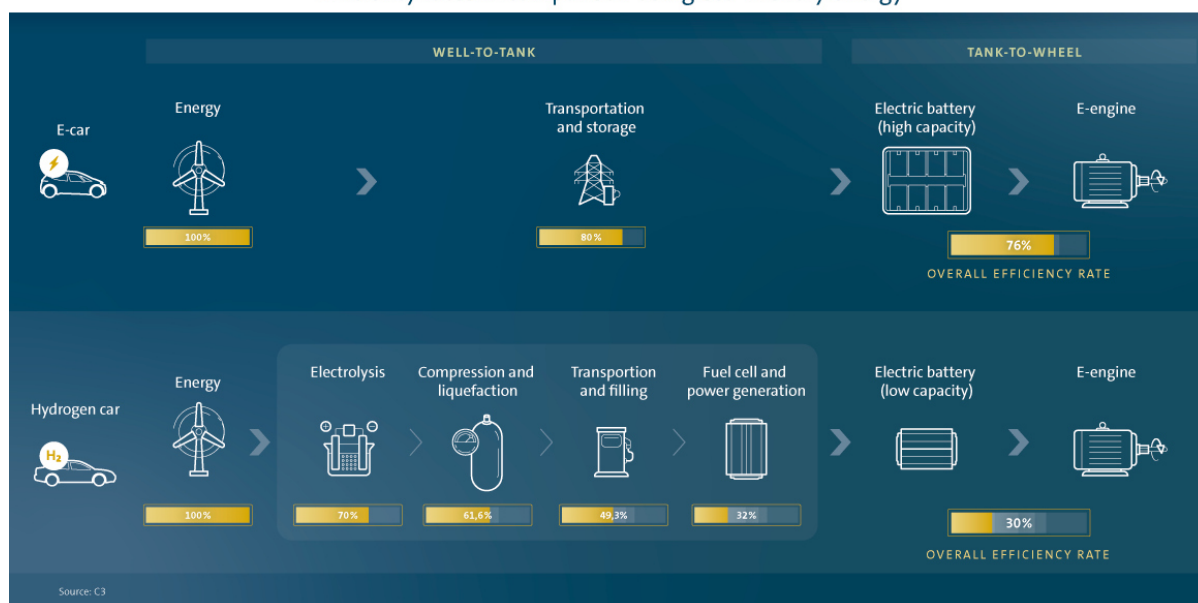 WELL-TO-TANK
TANK-TO-WHEEL
E-car
Energy
100%
Transportation
and storage
80%
Electric battery
(high capacity)
E-engine
76%
OVERALL EFFICIENCY RATE
Hydrogen car
H₂
Energy
100%
Electrolysis
70%
Compression and
liquefaction
61,6%
Transportion
and filling
49,3%
Fuel cell and
power generation
32%
Electric battery
(low capacity)
E-engine
30%
OVERALL EFFICIENCY RATE
Source: C3